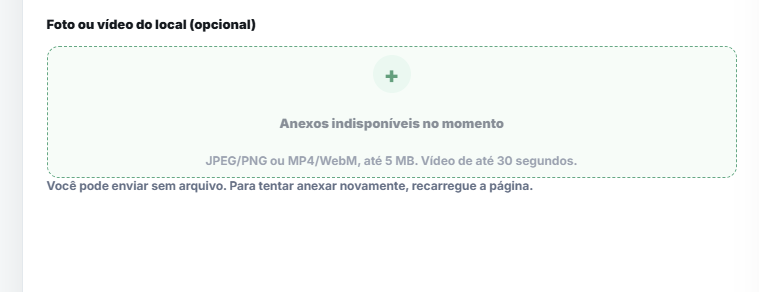 Foto ou vídeo do local (opcional)
+
Anexos indisponíveis no momento
JPEG/PNG ou MP4/WebM, até 5 MB. Vídeo de até 30 segundos.
Você pode enviar sem arquivo. Para tentar anexar novamente, recarregue a página.